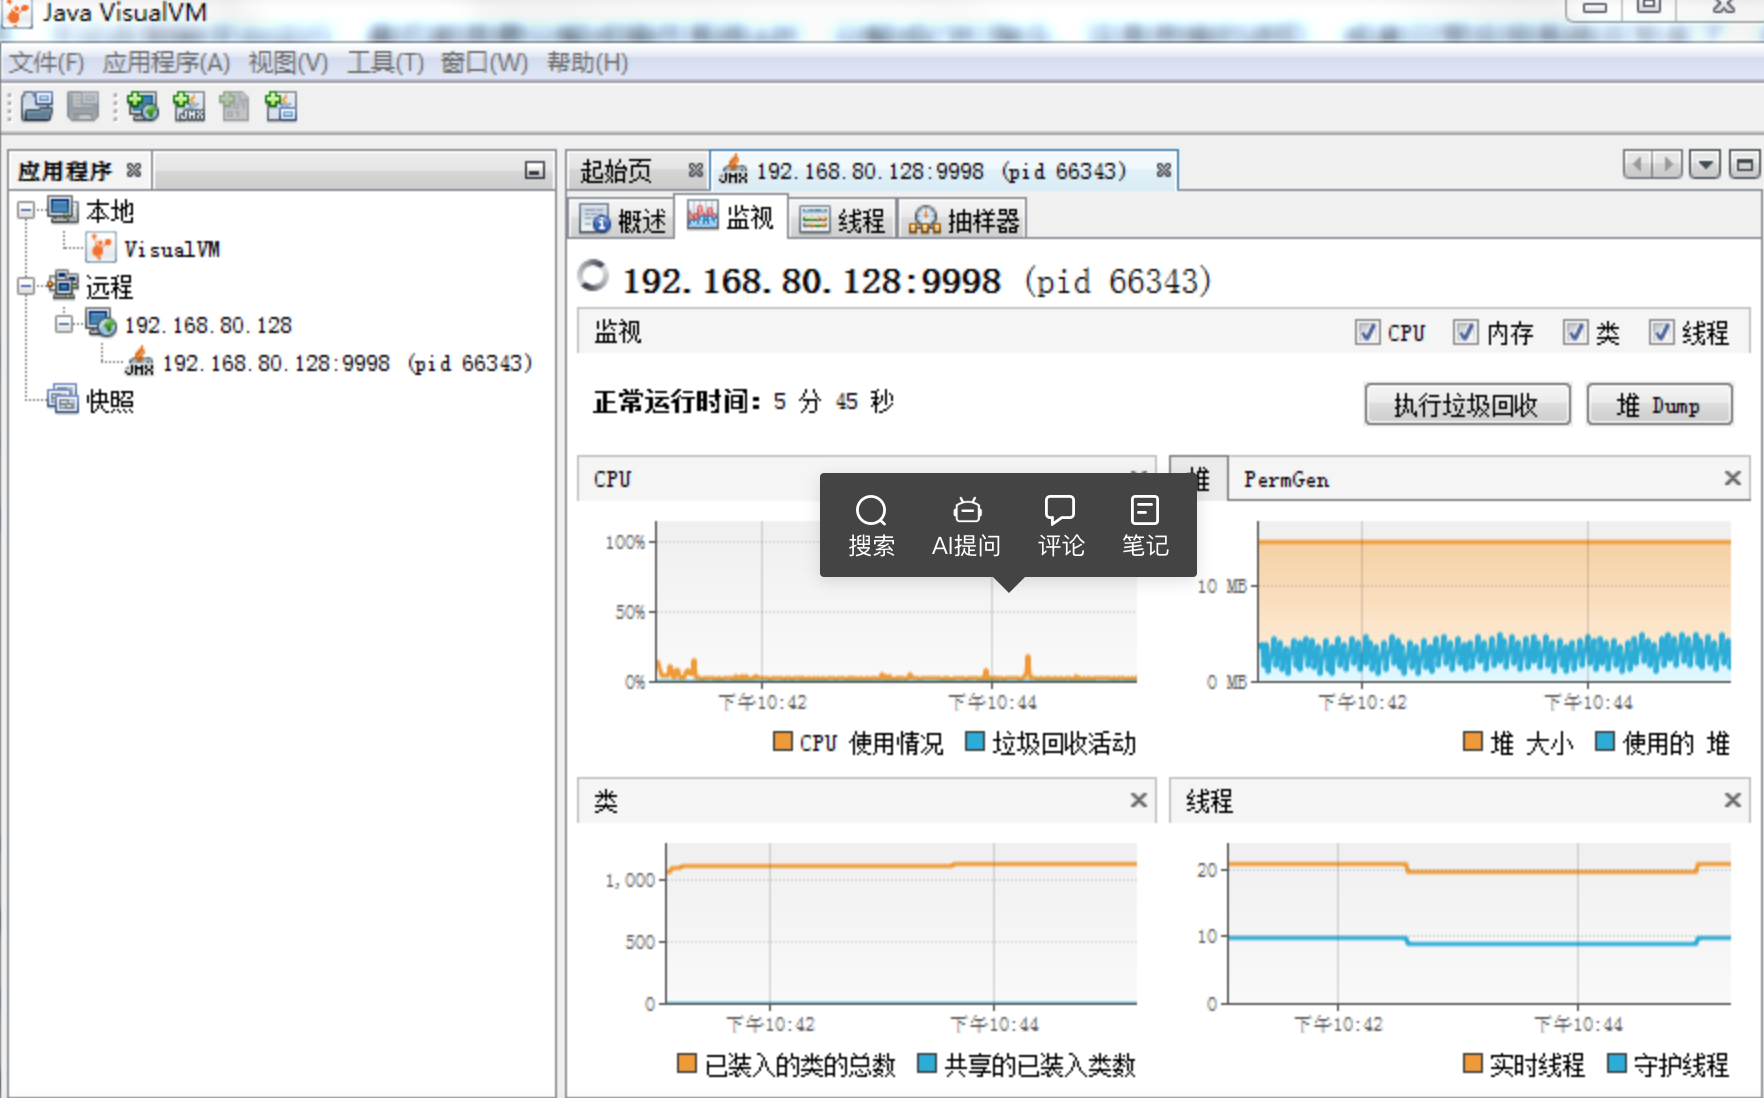 Java VisualVM
文件(F) 应用程序(A) 视图(V) 工具(T) 窗口(W) 帮助(H)
应用程序
起始页
JMX 192.168.80.128:9998 (pid 66343)
本地
VisualVM
远程
192.168.80.128
JMX 192.168.80.128:9998 (pid 66343)
快照
概述 监视 线程 抽样器
192.168.80.128:9998 (pid 66343)
监视
CPU 内存 类 线程
正常运行时间: 5 分 45 秒
执行垃圾回收 堆 Dump
CPU
搜索 AI提问 评论 笔记
100%
50%
0%
下午10:42 下午10:44
CPU 使用情况 垃圾回收活动
堆 PermGen
10 MB
0 MB
下午10:42 下午10:44
堆 大小 使用的 堆
类
1,000
500
0
下午10:42 下午10:44
已装入的类的总数 共享的已装入类数
线程
20
10
0
下午10:42 下午10:44
实时线程 守护线程